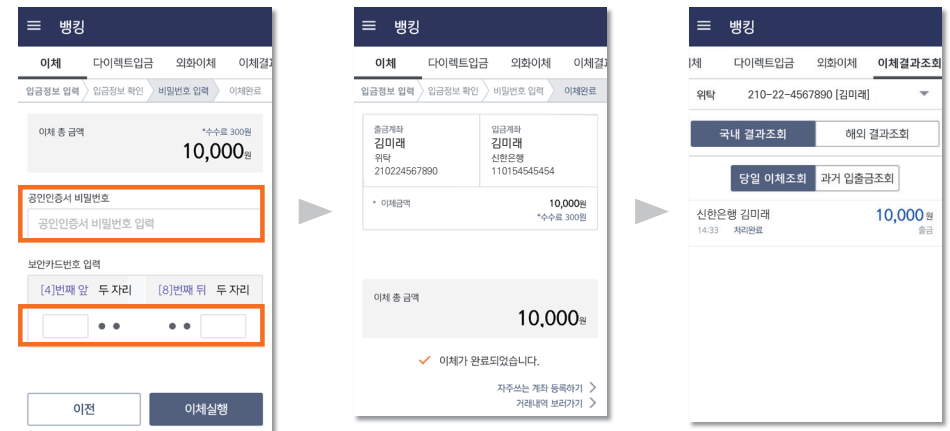 뱅킹
이체 다이렉트입금 외화이체 이체결
입금정보 입력 입금정보 확인 비밀번호 입력 이체완료
이체 총 금액
*수수료 300원
10,000원
공인인증서 비밀번호
공인인증서 비밀번호 입력
보안카드번호 입력
[4]번째 앞 두 자리 [8]번째 뒤 두 자리
이전 이체실행
뱅킹
이체 다이렉트입금 외화이체 이체결
입금정보 입력 입금정보 확인 비밀번호 입력 이체완료
출금계좌
김미래
위탁
210224567890
입금계좌
김미래
신한은행
110154545454
* 이체금액 10,000원
*수수료 300원
이체 총 금액
10,000원
이체가 완료되었습니다.
자주쓰는 계좌 등록하기
거래내역 보러가기
뱅킹
체 다이렉트입금 외화이체 이체결과조회
위탁 210-22-4567890 [김미래]
국내 결과조회 해외 결과조회
당일 이체조회 과거 입출금조회
신한은행 김미래 10,000 원
14:33 처리완료 출금